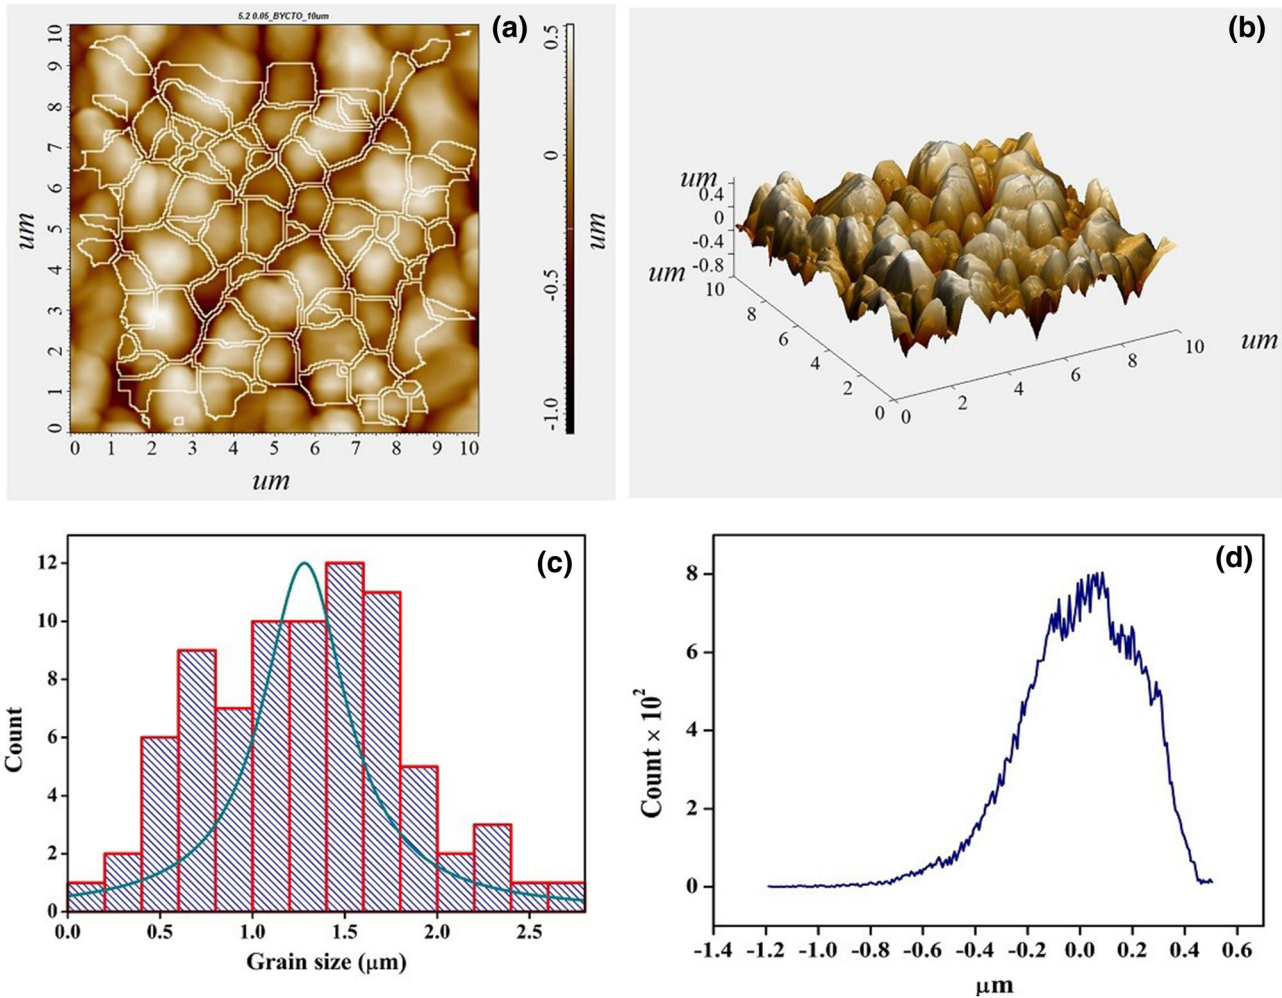 5.2 0.05_BYCTO_10um
(a)
10
9
8
7
6
5
4
3
2
1
0
um
0 1 2 3 4 5 6 7 8 9 10
um
0.5
0
-0.5
-1.0
um
(b)
um
0.4
0
-0.4
-0.8
um
10
8
6
4
2
0
0 2 4 6 8 10
um
(c)
12
10
8
6
4
2
0
Count
0.0 0.5 1.0 1.5 2.0 2.5
Grain size (μm)
(d)
8
6
4
2
0
Count × 10²
-1.4 -1.2 -1.0 -0.8 -0.6 -0.4 -0.2 0.0 0.2 0.4 0.6
μm